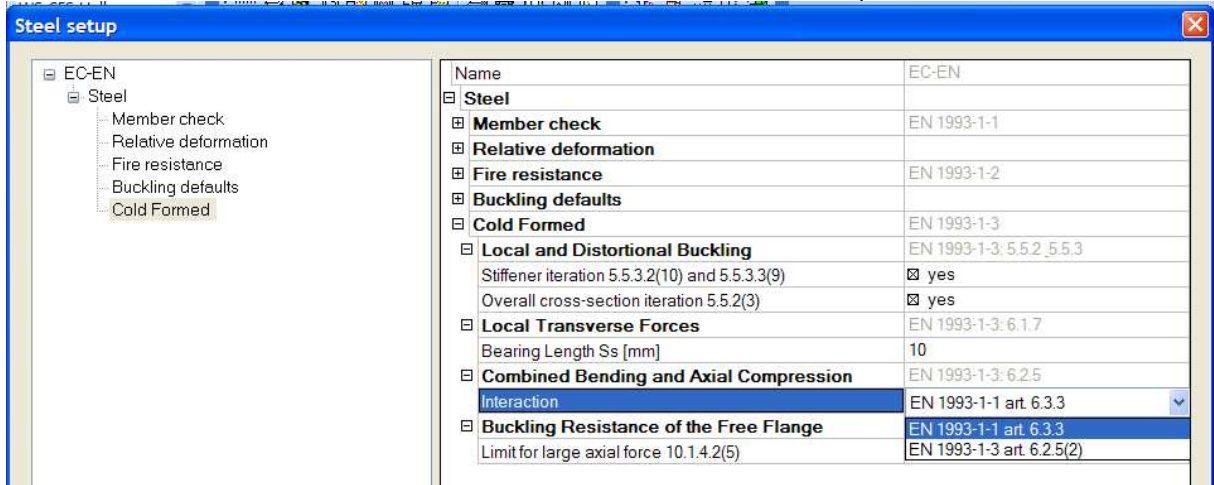 Steel setup
EC-EN
Steel
Member check
Relative deformation
Fire resistance
Buckling defaults
Cold Formed
Name EC-EN
Steel
Member check EN 1993-1-1
Relative deformation
Fire resistance EN 1993-1-2
Buckling defaults
Cold Formed EN 1993-1-3
Local and Distortional Buckling EN 1993-1-3: 5.5.2_5.5.3
Stiffener iteration 5.5.3.2(10) and 5.5.3.3(9) yes
Overall cross-section iteration 5.5.2(3) yes
Local Transverse Forces EN 1993-1-3: 6.1.7
Bearing Length Ss [mm] 10
Combined Bending and Axial Compression EN 1993-1-3: 6.2.5
Interaction EN 1993-1-1 art. 6.3.3
Buckling Resistance of the Free Flange EN 1993-1-1 art. 6.3.3
Limit for large axial force 10.1.4.2(5) EN 1993-1-3 art. 6.2.5(2)